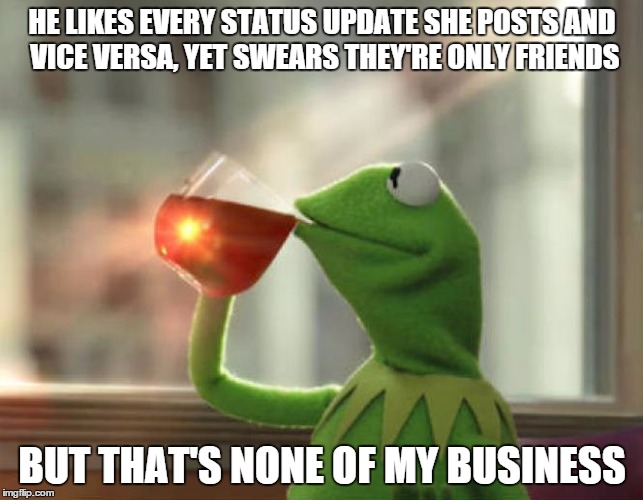 HE LIKES EVERY STATUS UPDATE SHE POSTS AND
VICE VERSA, YET SWEARS THEY'RE ONLY FRIENDS
BUT THAT'S NONE OF MY BUSINESS
imgflip.com